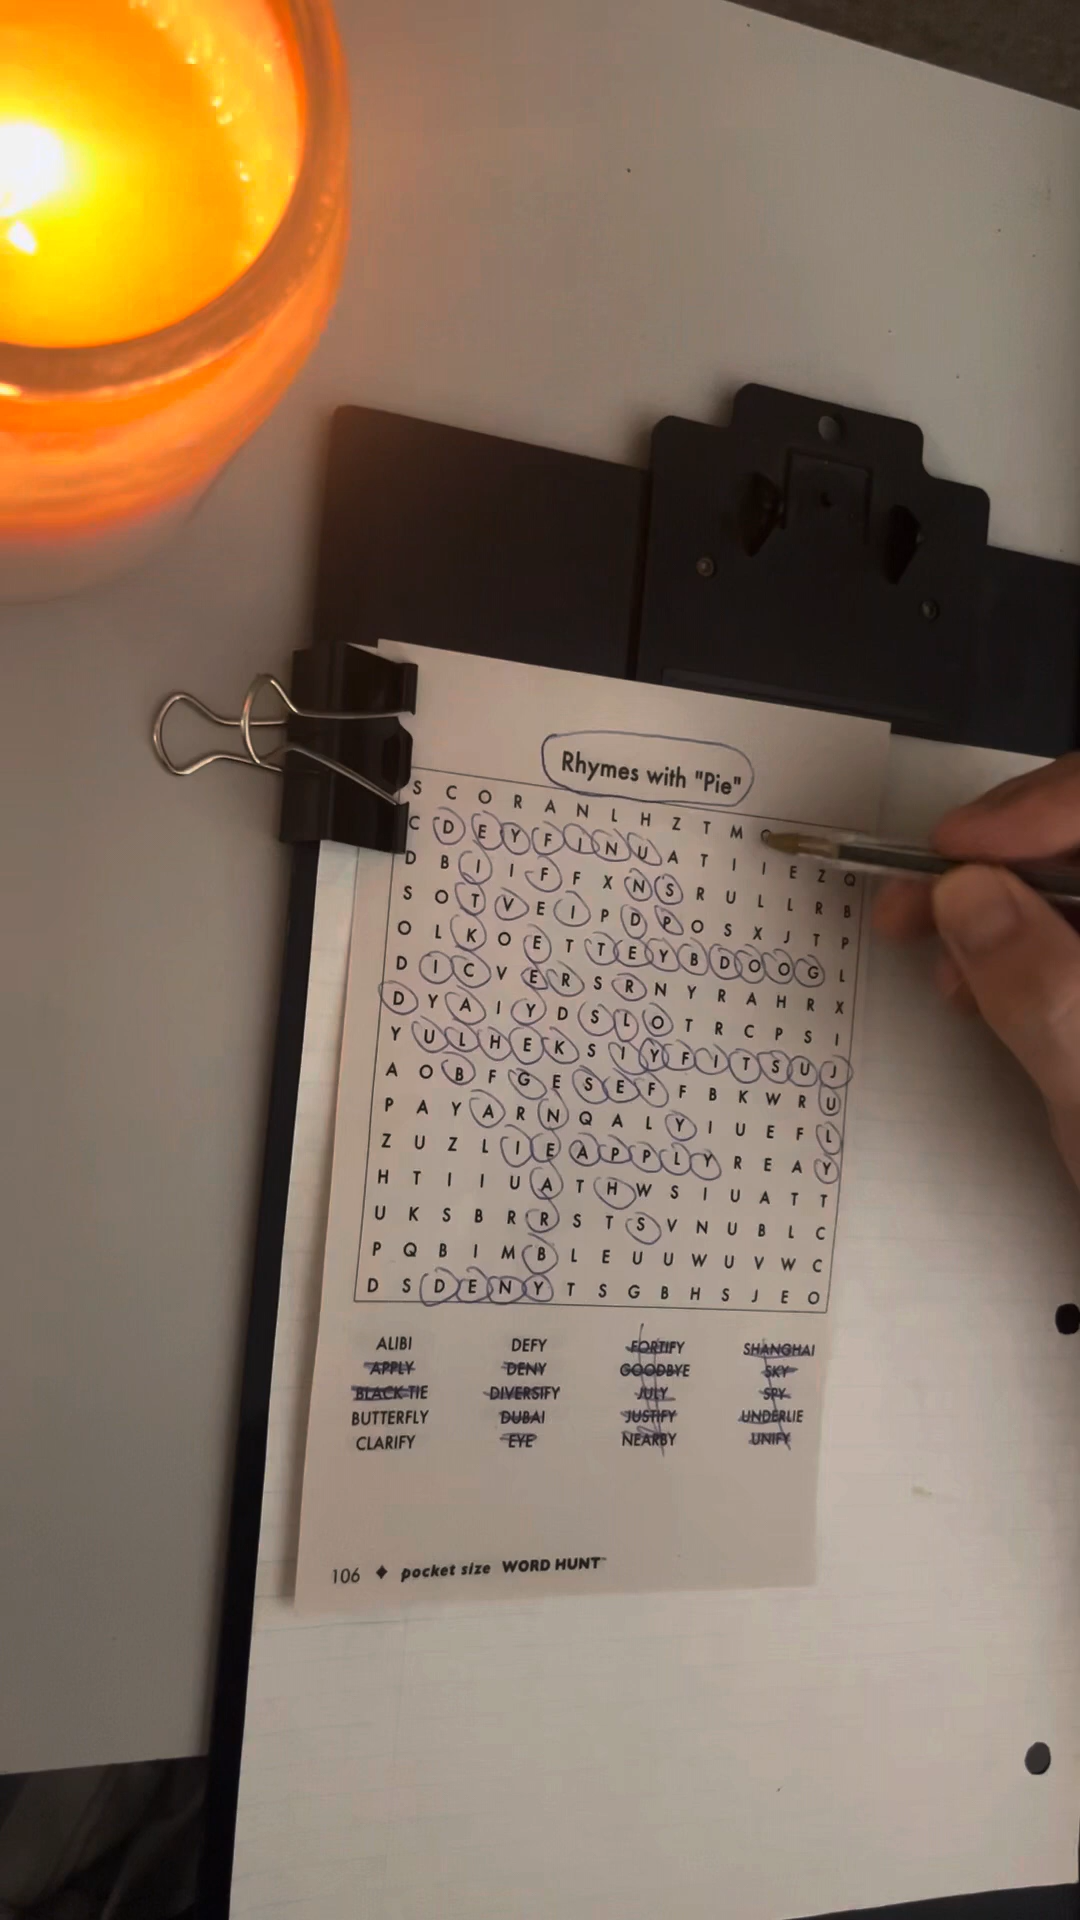 Rhymes with "Pie"
S C O R A N L H Z T M
C D E Y F I N U A T I I E Z Q
D B I I F F X N S R U L L R B
S O T V E I P D P O S X J T P
O L K O E T T E Y B D O O G L
D I C V E R S R N Y R A H R X
D Y A I Y D S L O T R C P S I
Y U L H E K S I Y F I T S U J
A O B F G E S E F F B K W R U
P A Y A R N Q A L Y I U E F L
Z U Z L I E A P P L Y R E A Y
H T I I U A T H W S I U A T T
U K S B R R S T S V N U B L C
P Q B I M B L E U U W U V W C
D S D E N Y T S G B H S J E O
ALIBI DEFY FORTIFY SHANGHAI
APPLY DENY GOODBYE SKY
BLACK TIE DIVERSIFY JULY SPY
BUTTERFLY DUBAI JUSTIFY UNDERLIE
CLARIFY EYE NEARBY UNIFY
106 ♦ pocket size WORD HUNT™